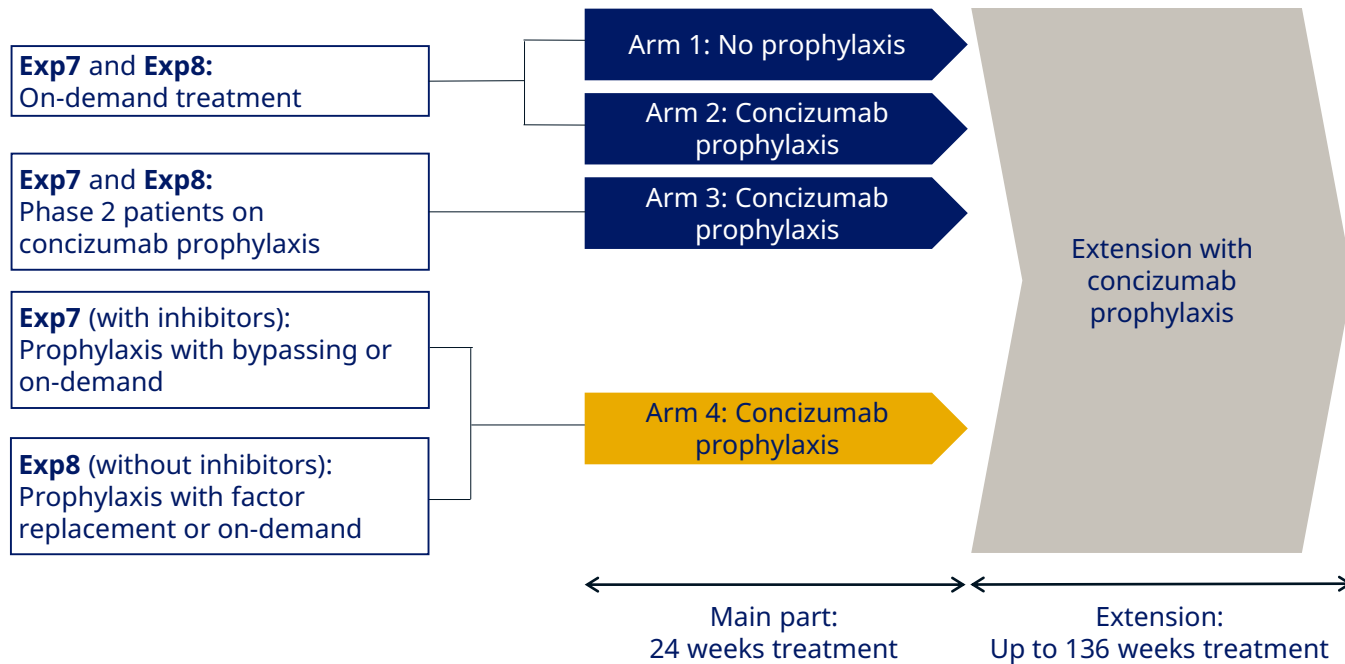 Exp7 and Exp8:
On-demand treatment
Exp7 and Exp8:
Phase 2 patients on
concizumab prophylaxis
Exp7 (with inhibitors):
Prophylaxis with bypassing or
on-demand
Exp8 (without inhibitors):
Prophylaxis with factor
replacement or on-demand
Arm 1: No prophylaxis
Arm 2: Concizumab
prophylaxis
Arm 3: Concizumab
prophylaxis
Arm 4: Concizumab
prophylaxis
Extension with
concizumab
prophylaxis
Main part:
24 weeks treatment
Extension:
Up to 136 weeks treatment